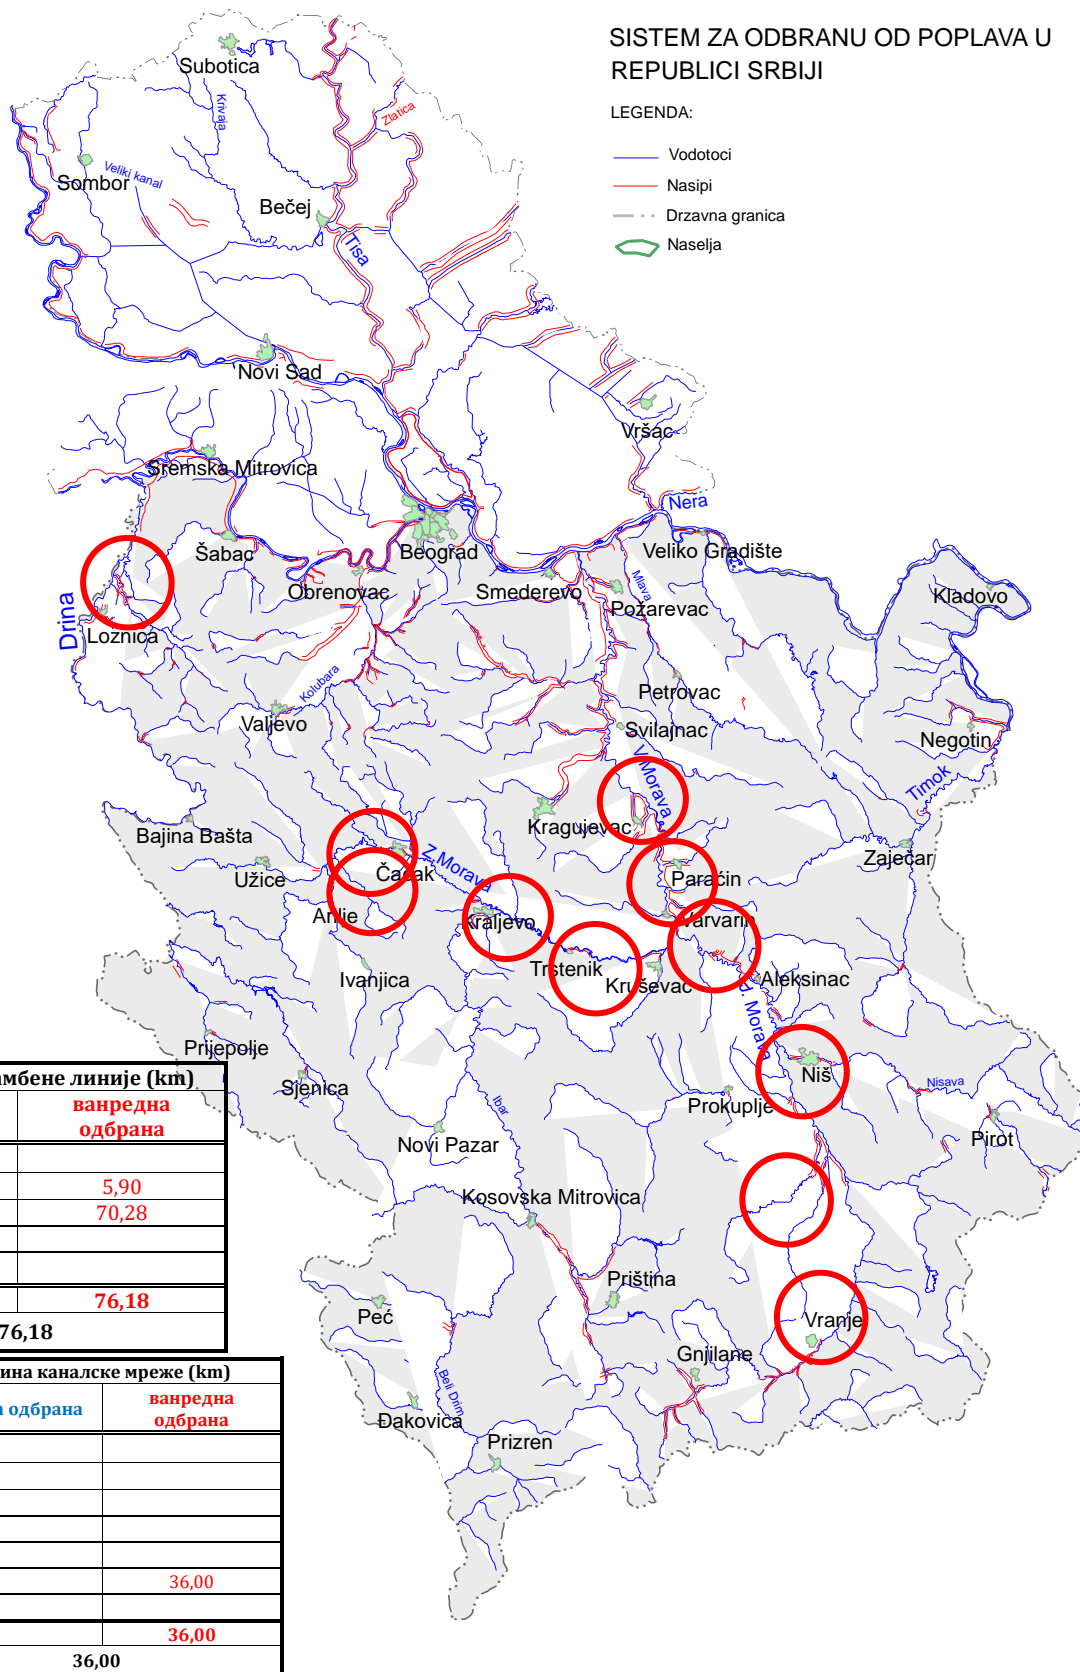 SISTEM ZA ODBRANU OD POPLAVA U
REPUBLICI SRBIJI
LEGENDA:
Vodotoci
Nasipi
Drzavna granica
Naselja
Subotica
Krivaja
Zlatica
Sombor
Veliki kanal
Bečej
Tisa
Novi Sad
Vršac
Sremska Mitrovica
Nera
Šabac
Beograd
Veliko Gradište
Obrenovac
Smederevo
Mlava
Požarevac
Kladovo
Drina
Loznica
Kolubara
Petrovac
Valjevo
Svilajnac
Negotin
V.Morava
Timok
Bajina Bašta
Kragujevac
Zaječar
Užice
Čačak
Z.Morava
Paraćin
Arilje
Kraljevo
Varvarin
Ivanjica
Trstenik
Kruševac
Aleksinac
J. Morava
Prijepolje
Sjenica
Niš
Nisava
Ibar
Prokuplje
Pirot
Novi Pazar
Kosovska Mitrovica
Priština
Peć
Vranje
Gnjilane
Beli Drim
Đakovica
Prizren
мбене линије (km)
ванредна
одбрана
5,90
70,28
76,18
76,18
ина каналске мреже (km)
одбрана
ванредна
одбрана
36,00
36,00
36,00